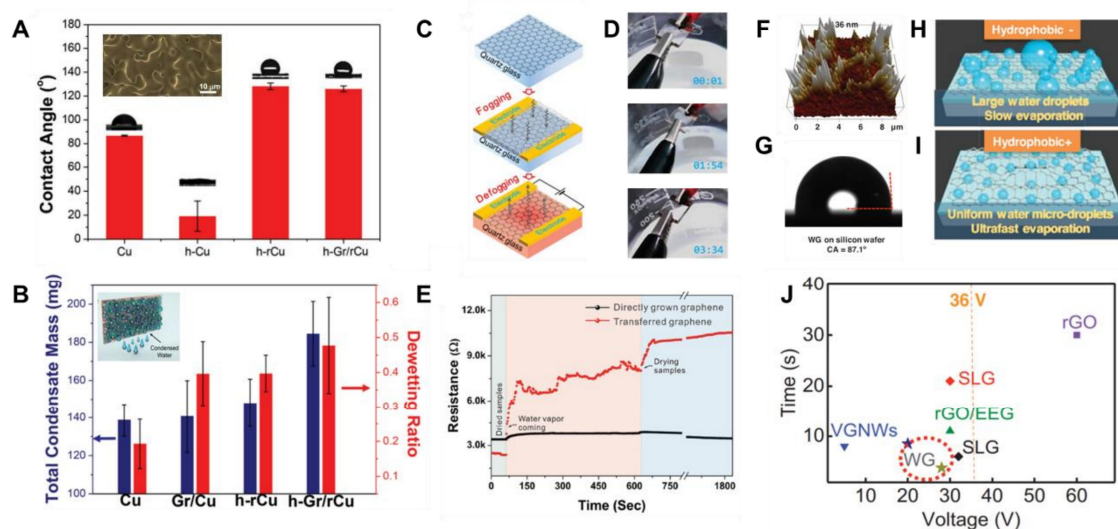 A
Contact Angle (°)
180
160
140
120
100
80
60
40
20
0
10 μm
Cu
h-Cu
h-rCu
h-Gr/rCu
B
Total Condensate Mass (mg)
200
180
160
140
120
100
Condensed
Water
Cu
Gr/Cu
h-rCu
h-Gr/rCu
0.6
0.5
0.4
0.3
0.2
0.1
Dewetting Ratio
C
Quartz glass
Fogging
Electrode
Electrode
Quartz glass
Defogging
Electrode
Electrode
Quartz glass
D
00:01
01:54
03:34
E
Resistance (Ω)
12.0k
9.0k
6.0k
3.0k
Directly grown graphene
Transferred graphene
Dried samples
Water vapor
coming
Drying
samples
0
150
300
450
600
750
1800
Time (Sec)
F
36 nm
0
2
4
6
8
μm
G
WG on silicon wafer
CA = 87.1°
H
Hydrophobic -
Large water droplets
Slow evaporation
I
Hydrophobic+
Uniform water micro-droplets
Ultrafast evaporation
J
36 V
Time (s)
30
20
10
rGO
SLG
rGO/EEG
VGNWs
SLG
WG
10
20
30
40
50
60
Voltage (V)